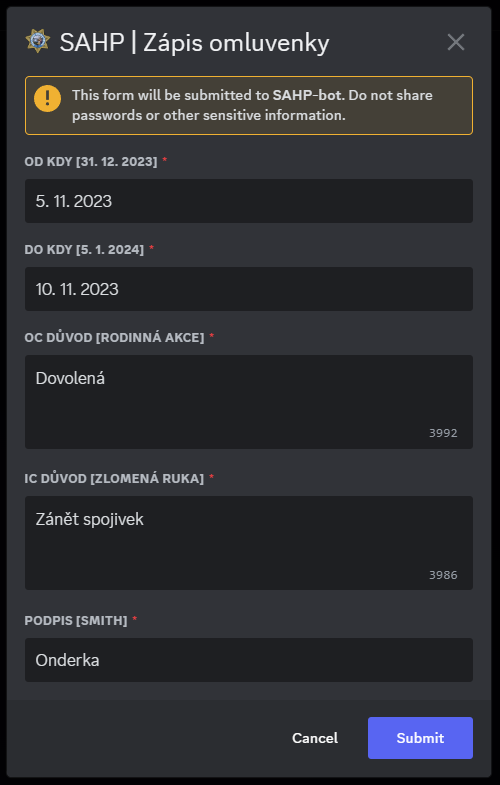 SAHP | Zápis omluvenky
This form will be submitted to SAHP-bot. Do not share
passwords or other sensitive information.
OD KDY [31. 12. 2023] *
5. 11. 2023
DO KDY [5. 1. 2024] *
10. 11. 2023
OC DŮVOD [RODINNÁ AKCE] *
Dovolená
3992
IC DŮVOD [ZLOMENÁ RUKA] *
Zánět spojivek
3986
PODPIS [SMITH] *
Onderka
Cancel Submit